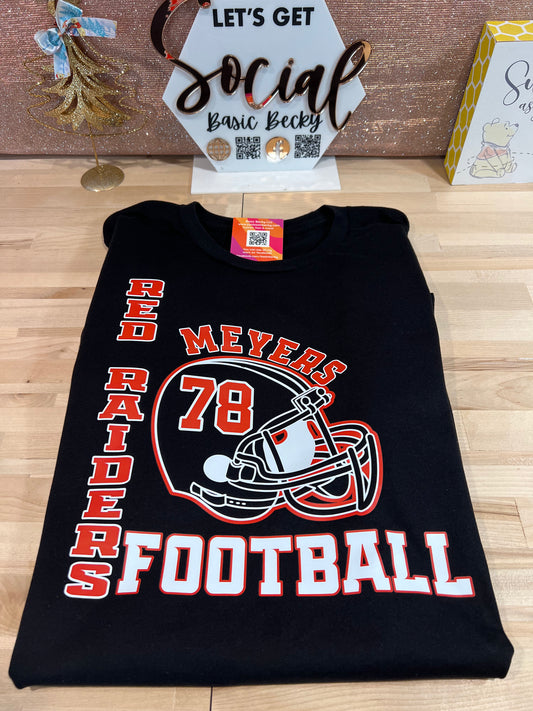 LET'S GET
Social
Basic Becky
RED RAIDERS
MEYERS
78
FOOTBALL